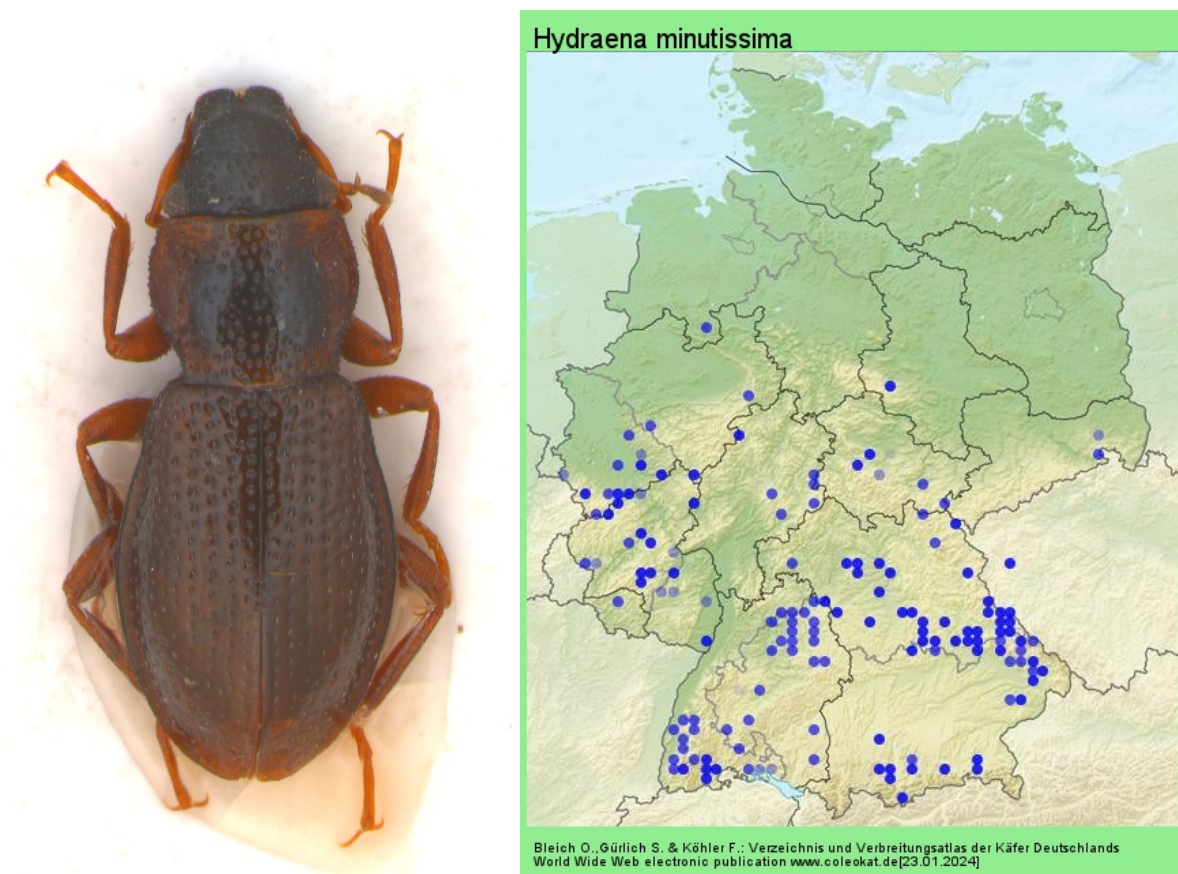 Hydraena minutissima
Bleich O.,Gürlich S. & Köhler F.: Verzeichnis und Verbreitungsatlas der Käfer Deutschlands
World Wide Web electronic publication www.coleokat.de[23.01.2024]